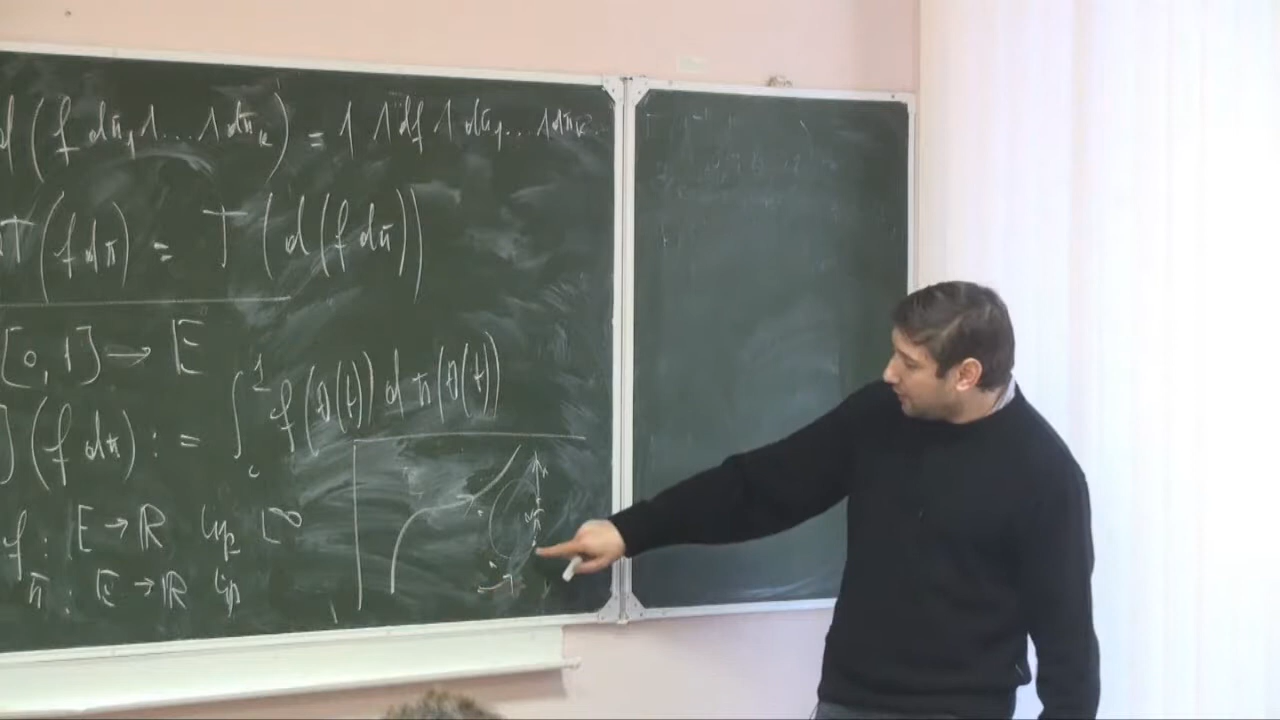 d(f dπ₁ ∧ ... ∧ dπₖ) = 1 ∧ df ∧ dπ₁ ... ∧ dπₖ
T(f dπ) = T(d(f dπ))
[0,1] → E
](f dπ) := ∫₀¹ f(θ(t)) d π(θ(t))
f : E → ℝ Lip L^∞
π : E → ℝ Lip